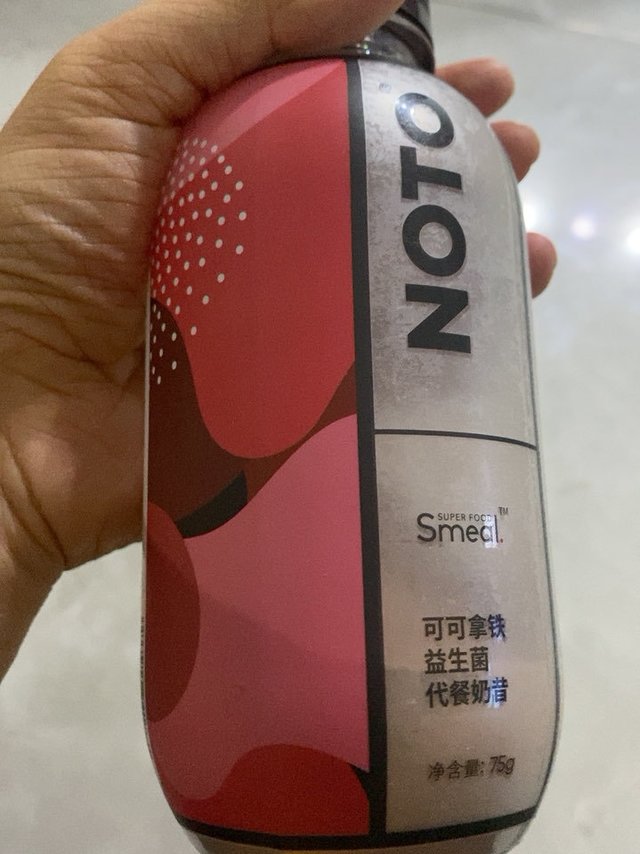 NOTO
SUPER FOOD
Smeal.™
可可拿铁
益生菌
代餐奶昔
净含量: 75g